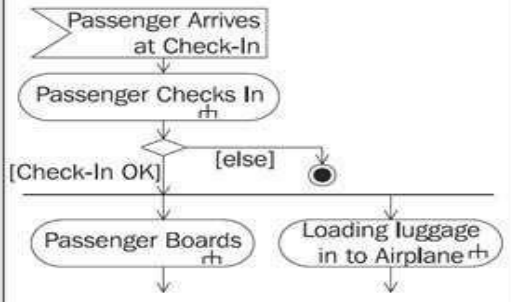 Passenger Arrives
at Check-In
Passenger Checks In
[else]
[Check-In OK]
Passenger Boards
Loading luggage
in to Airplane